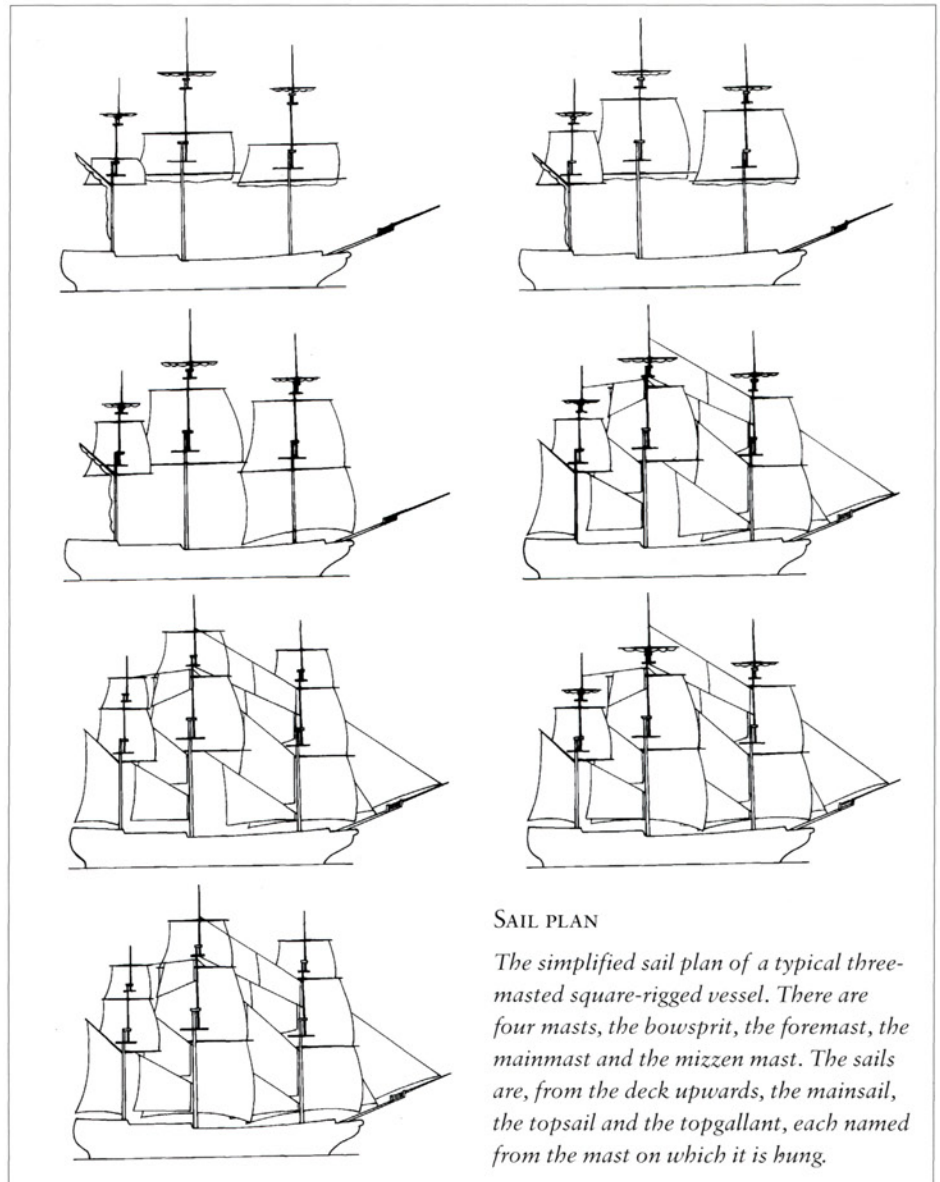 SAIL PLAN
The simplified sail plan of a typical three-
masted square-rigged vessel. There are
four masts, the bowsprit, the foremast, the
mainmast and the mizzen mast. The sails
are, from the deck upwards, the mainsail,
the topsail and the topgallant, each named
from the mast on which it is hung.